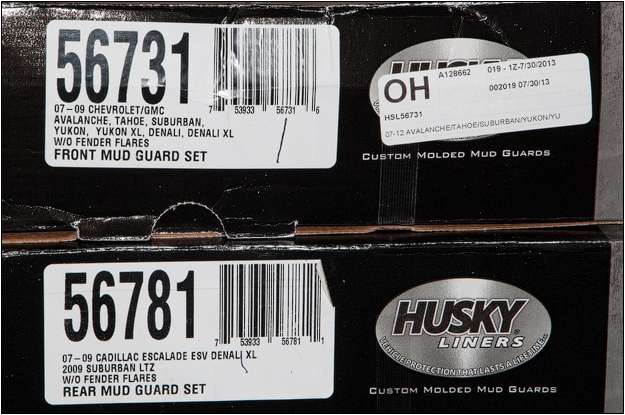 56731
7 53933 56731 6
07-09 CHEVROLET/GMC
AVALANCHE, TAHOE, SUBURBAN,
YUKON, YUKON XL, DENALI, DENALI XL
W/O FENDER FLARES
FRONT MUD GUARD SET
HUSKY
OH
A128662
019 - 1Z-7/30/2013
002019 07/30/13
HSL56731
07-12 AVALANCHE/TAHOE/SUBURBAN/YUKON/YU
CUSTOM MOLDED MUD GUARDS
56781
7 53933 56781 1
07-09 CADILLAC ESCALADE ESV DENALI XL
2009 SUBURBAN LTZ
W/O FENDER FLARES
REAR MUD GUARD SET
HUSKY
LINERS
VEHICLE PROTECTION THAT LASTS A LIFETIME
CUSTOM MOLDED MUD GUARDS